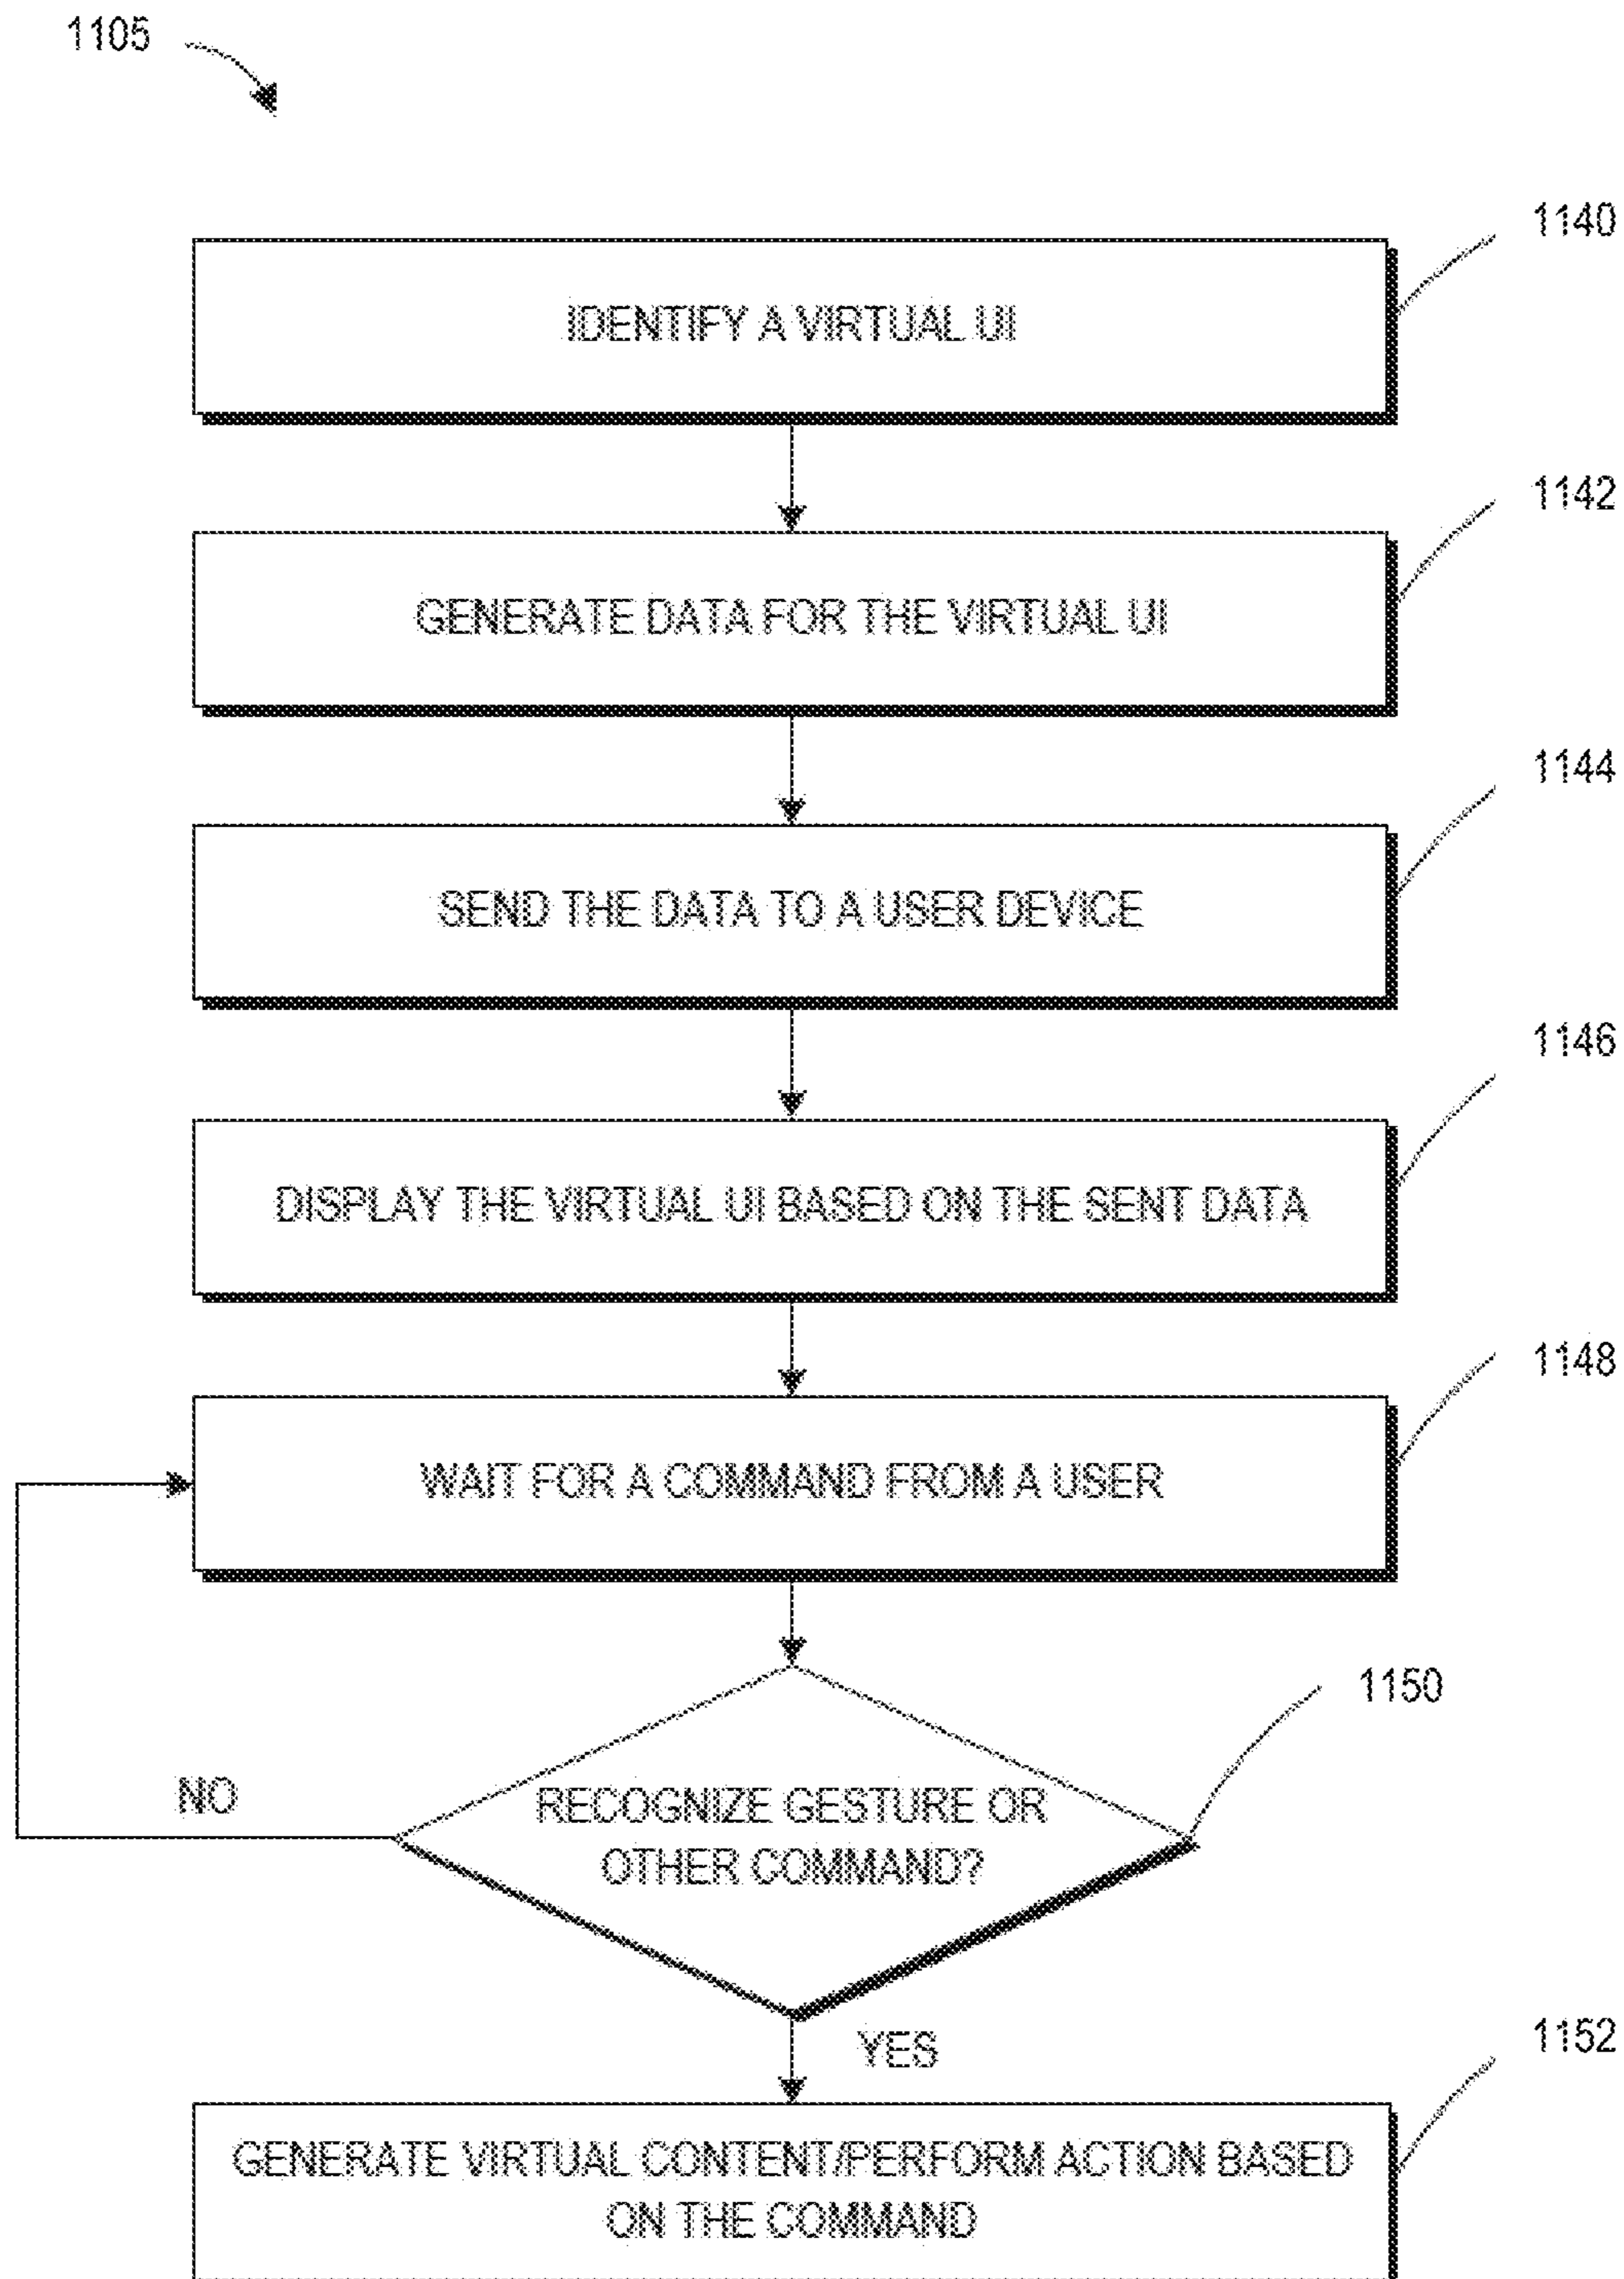 1105
1140
IDENTIFY A VIRTUAL UI
1142
GENERATE DATA FOR THE VIRTUAL UI
1144
SEND THE DATA TO A USER DEVICE
1146
DISPLAY THE VIRTUAL UI BASED ON THE SENT DATA
1148
WAIT FOR A COMMAND FROM A USER
1150
RECOGNIZE GESTURE OR
OTHER COMMAND?
NO
YES
1152
GENERATE VIRTUAL CONTENT/PERFORM ACTION BASED
ON THE COMMAND